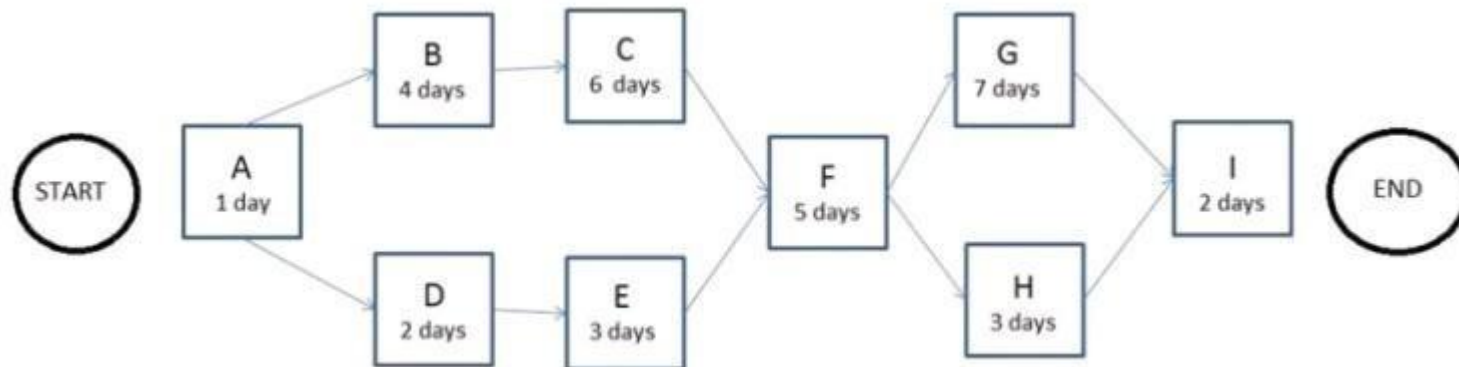 START
A
1 day
B
4 days
C
6 days
D
2 days
E
3 days
F
5 days
G
7 days
H
3 days
I
2 days
END